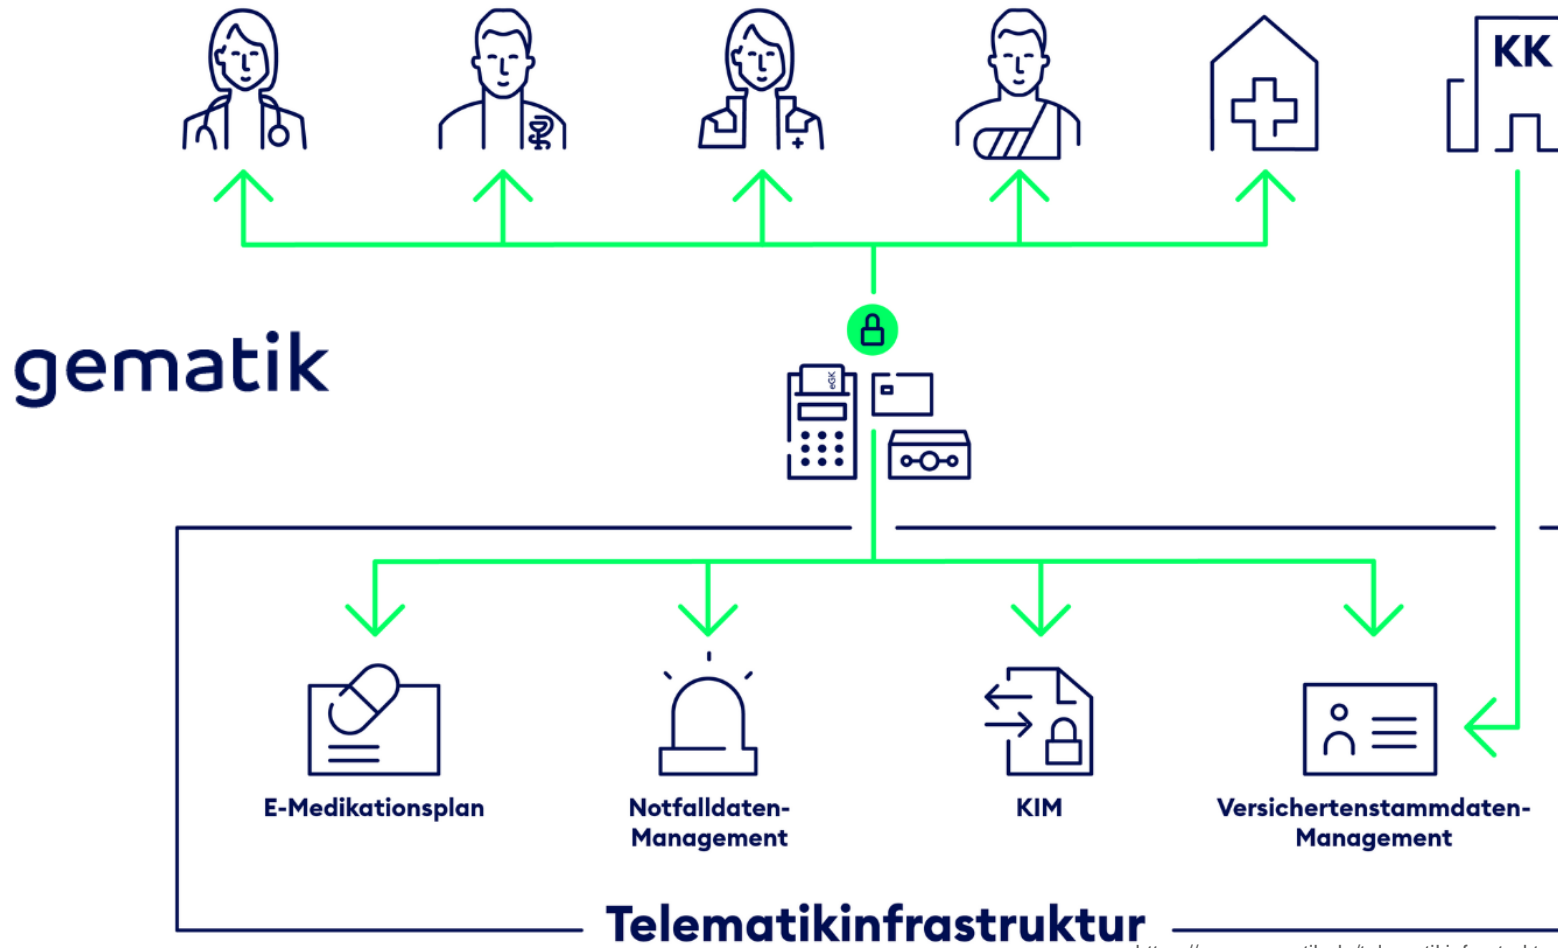 KK
gematik
eGK
E-Medikationsplan
Notfalldaten-
Management
KIM
Versichertenstammdaten-
Management
Telematikinfrastruktur